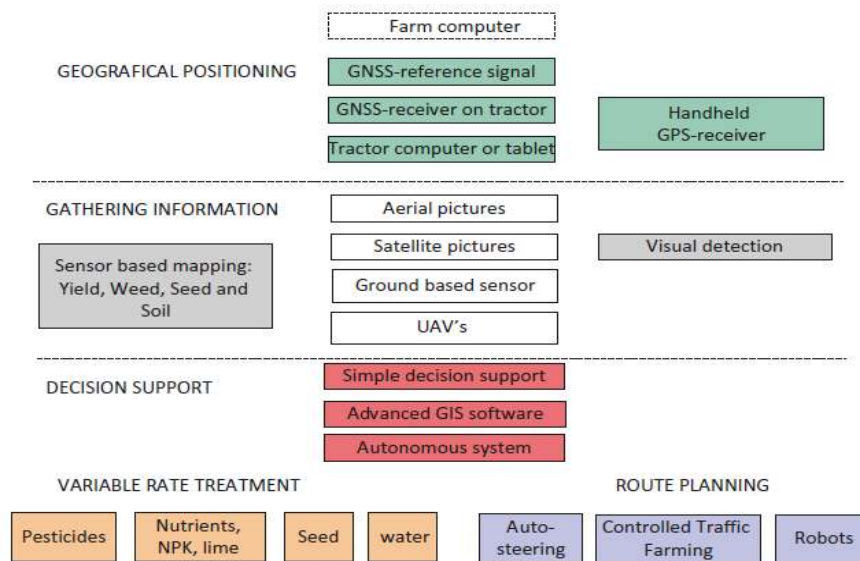 Farm computer
GEOGRAFICAL POSITIONING
GNSS-reference signal
GNSS-receiver on tractor
Handheld
GPS-receiver
Tractor computer or tablet
GATHERING INFORMATION
Aerial pictures
Sensor based mapping:
Yield, Weed, Seed and
Soil
Satellite pictures
Visual detection
Ground based sensor
UAV´s
DECISION SUPPORT
Simple decision support
Advanced GIS software
Autonomous system
VARIABLE RATE TREATMENT
ROUTE PLANNING
Pesticides
Nutrients,
NPK, lime
Seed
water
Auto-
steering
Controlled Traffic
Farming
Robots